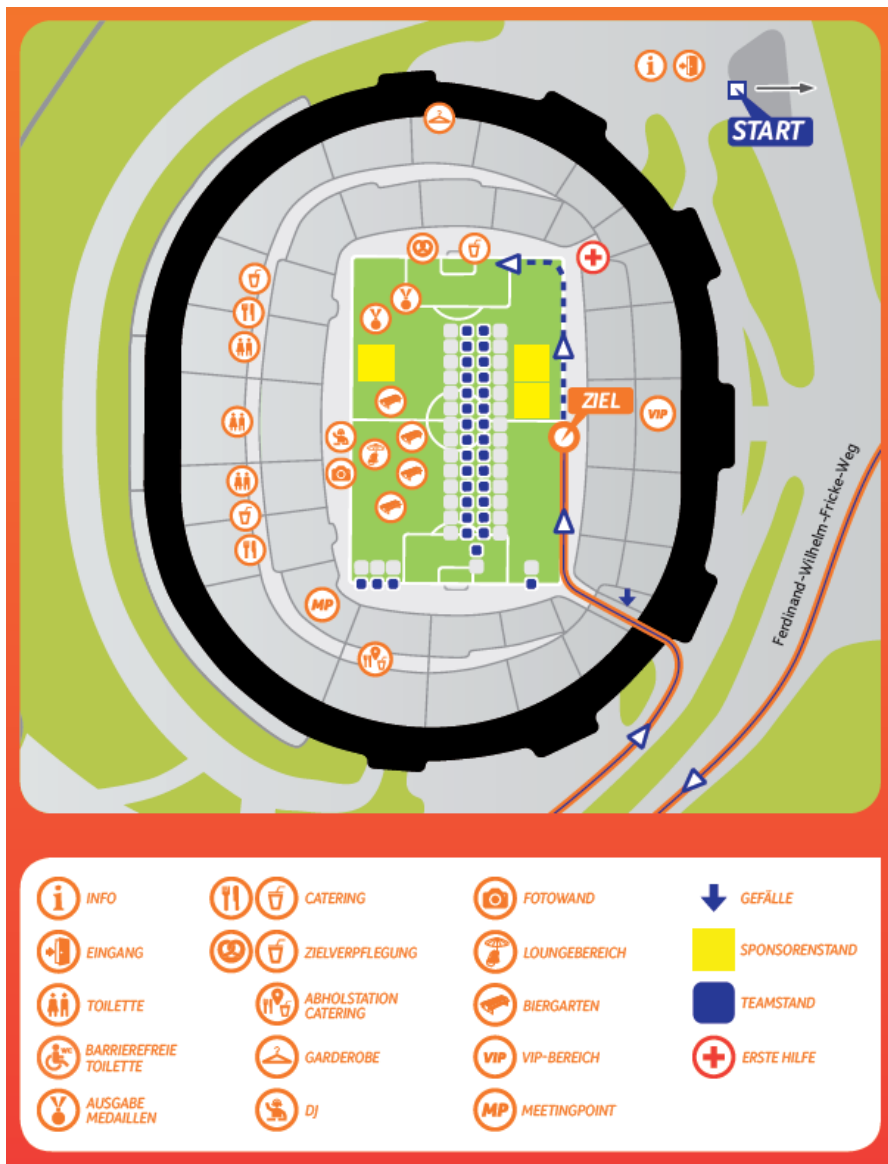 START
ZIEL
VIP
Ferdinand-Wilhelm-Fricke-Weg
MP
INFO
CATERING
FOTOWAND
GEFÄLLE
EINGANG
ZIELVERPFLEGUNG
LOUNGEBEREICH
SPONSORENSTAND
TOILETTE
ABHOLSTATION
CATERING
BIERGARTEN
TEAMSTAND
WC
BARRIEREFREIE
TOILETTE
GARDEROBE
VIP
VIP-BEREICH
ERSTE HILFE
AUSGABE
MEDAILLEN
DJ
MP
MEETINGPOINT